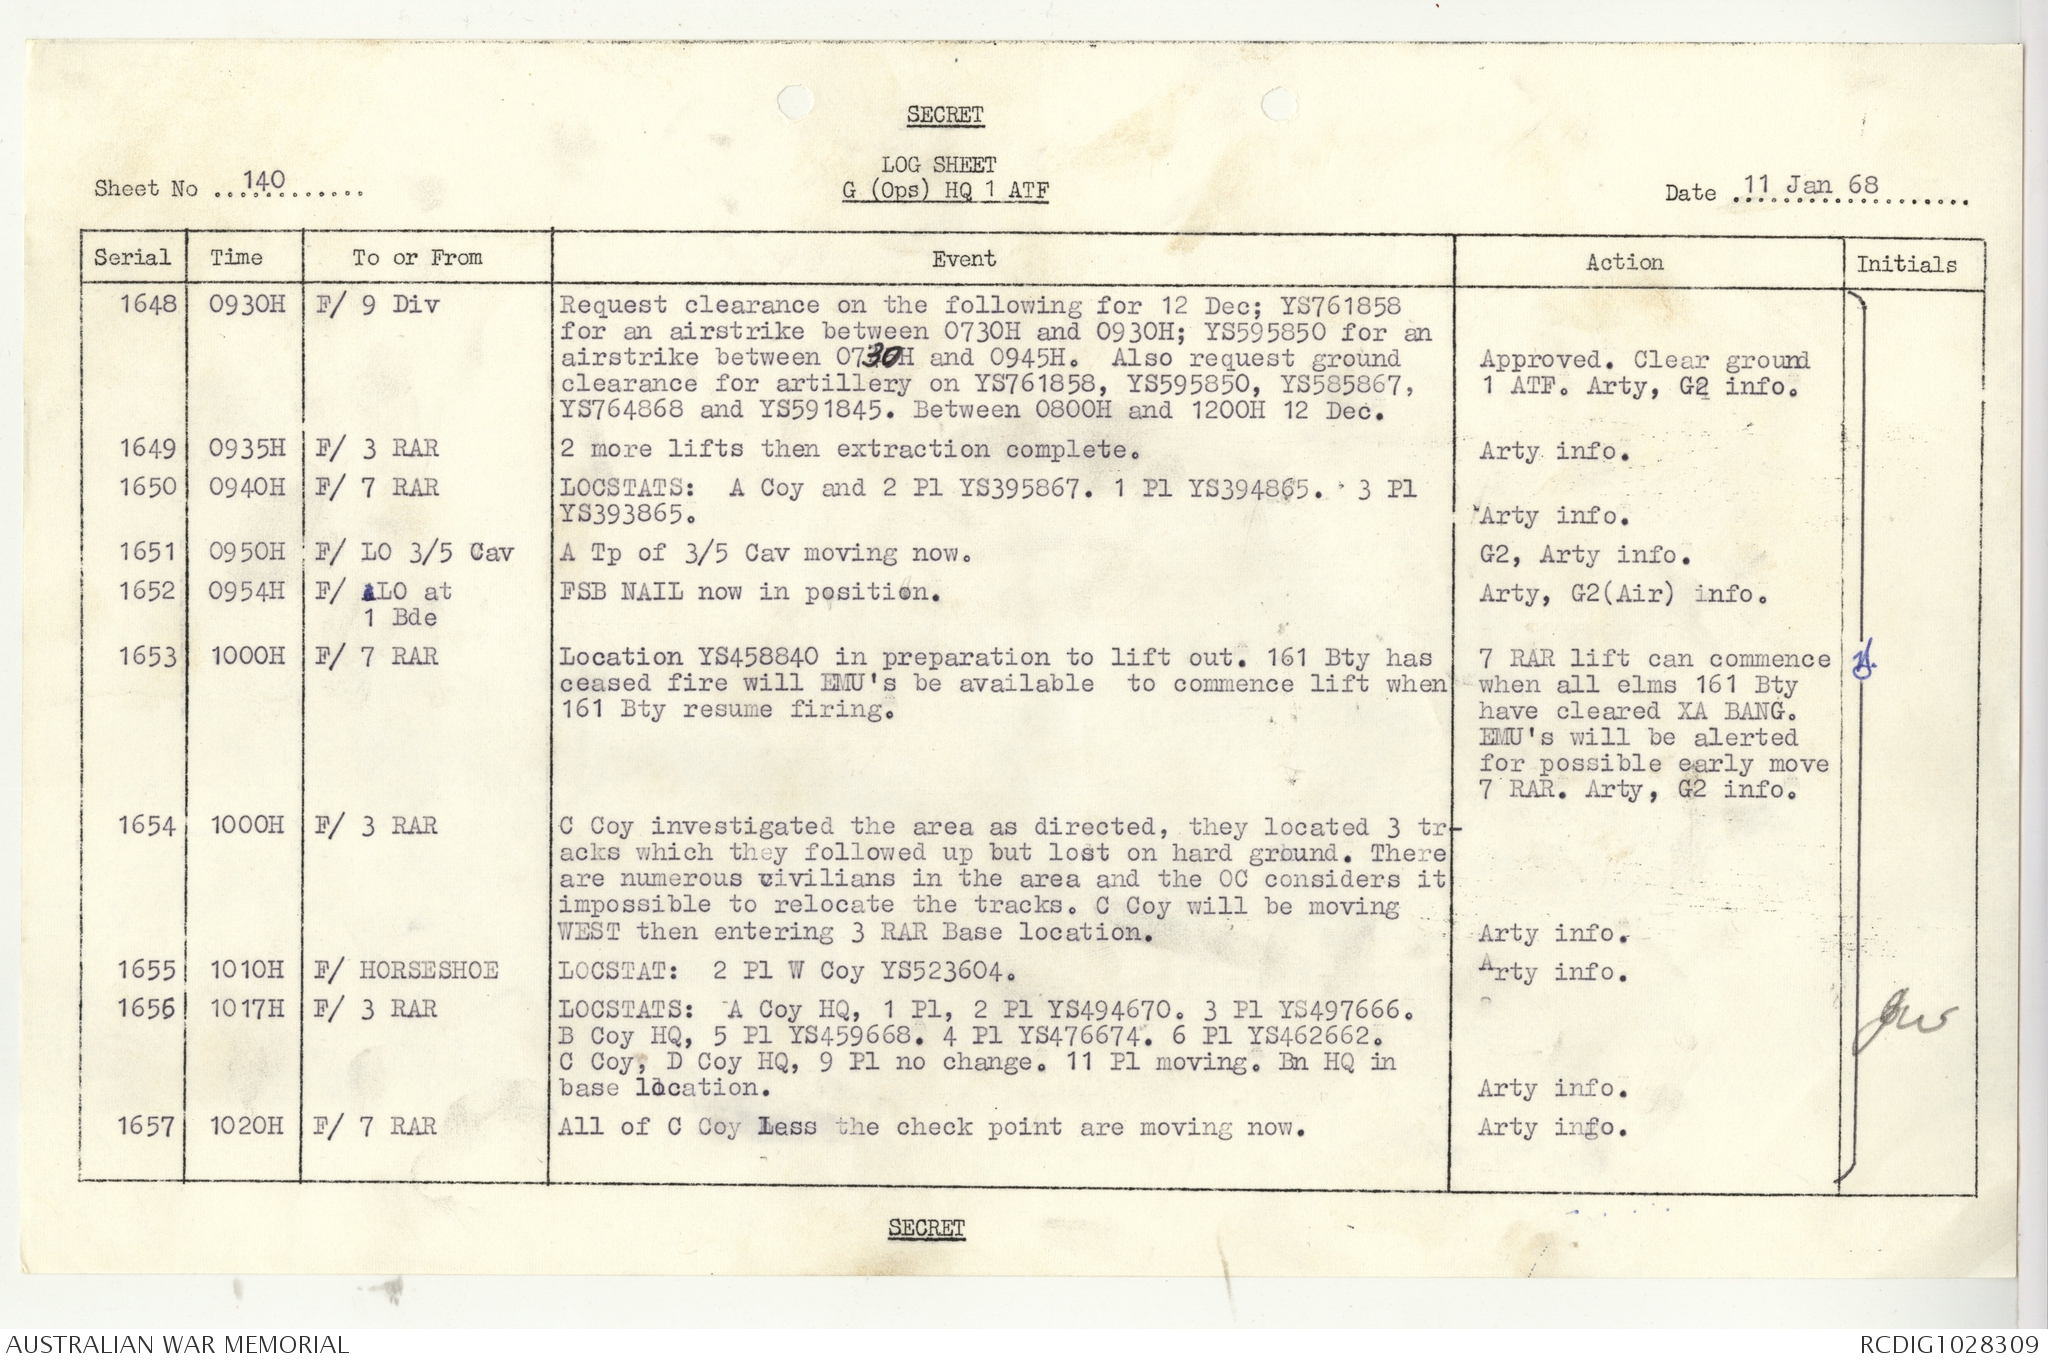 SECRET
LOG SHEET
G (Ops) HQ 1 ATF
Sheet No ...140............
Date 11 Jan 68
Serial Time To or From Event Action Initials
1648 0930H F/ 9 Div Request clearance on the following for 12 Dec; YS761858
for an airstrike between 0730H and 0930H; YS595850 for an
airstrike between 0730H and 0945H. Also request ground Approved. Clear ground
clearance for artillery on YS761858, YS595850, YS585867, 1 ATF. Arty, G2 info.
YS764868 and YS591845. Between 0800H and 1200H 12 Dec.
1649 0935H F/ 3 RAR 2 more lifts then extraction complete. Arty info.
1650 0940H F/ 7 RAR LOCSTATS: A Coy and 2 Pl YS395867. 1 Pl YS394865. 3 Pl
YS393865. Arty info.
1651 0950H F/ LO 3/5 Cav A Tp of 3/5 Cav moving now. G2, Arty info.
1652 0954H F/ ALO at FSB NAIL now in position. Arty, G2(Air) info.
1 Bde
1653 1000H F/ 7 RAR Location YS458840 in preparation to lift out. 161 Bty has 7 RAR lift can commence
ceased fire will EMU's be available to commence lift when when all elms 161 Bty
161 Bty resume firing. have cleared XA BANG.
EMU's will be alerted
for possible early move
7 RAR. Arty, G2 info.
1654 1000H F/ 3 RAR C Coy investigated the area as directed, they located 3 tr-
acks which they followed up but lost on hard ground. There
are numerous civilians in the area and the OC considers it
impossible to relocate the tracks. C Coy will be moving
WEST then entering 3 RAR Base location. Arty info.
1655 1010H F/ HORSESHOE LOCSTAT: 2 Pl W Coy YS523604. Arty info.
1656 1017H F/ 3 RAR LOCSTATS: A Coy HQ, 1 Pl, 2 Pl YS494670. 3 Pl YS497666.
B Coy HQ, 5 Pl YS459668. 4 Pl YS476674. 6 Pl YS462662.
C Coy, D Coy HQ, 9 Pl no change. 11 Pl moving. Bn HQ in
base location. Arty info.
1657 1020H F/ 7 RAR All of C Coy Less the check point are moving now. Arty info.
SECRET
AUSTRALIAN WAR MEMORIAL
RCDIG1028309